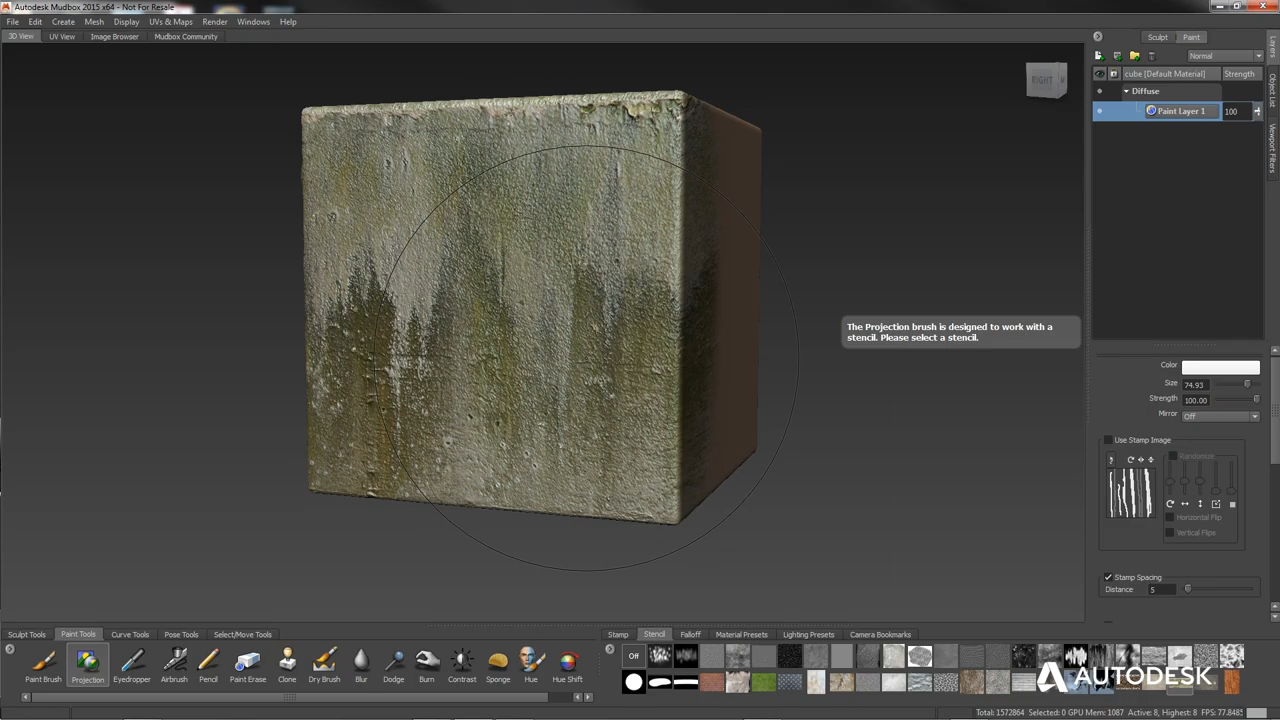 Autodesk Mudbox 2015 x64 - Not For Resale
File Edit Create Mesh Display UVs & Maps Render Windows Help
3D View UV View Image Browser Mudbox Community
Sculpt Paint
Normal
cube [Default Material] Strength
Diffuse
Paint Layer 1 100
Layers
Object List
Viewport Filters
RIGHT
The Projection brush is designed to work with a
stencil. Please select a stencil.
Color
Size 74.93
Strength 100.00
Mirror Off
Use Stamp Image
Randomize
Horizontal Flip
Vertical Flips
Stamp Spacing
Distance 5
Sculpt Tools Paint Tools Curve Tools Pose Tools Select/Move Tools
Stamp Stencil Falloff Material Presets Lighting Presets Camera Bookmarks
Off
Paint Brush Projection Eyedropper Airbrush Pencil Paint Erase Clone Dry Brush Blur Dodge Burn Contrast Sponge Hue Hue Shift
AUTODESK
Total: 1572864 Selected: 0 GPU Mem: 1087 Active: 8, Highest: 8 FPS: 77.8485